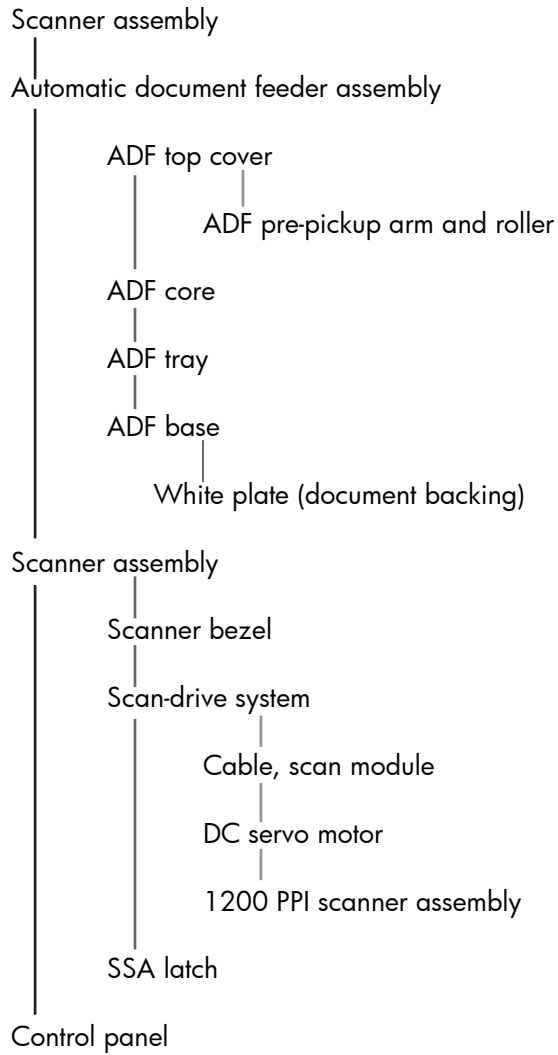 Scanner assembly
Automatic document feeder assembly
ADF top cover
ADF pre-pickup arm and roller
ADF core
ADF tray
ADF base
White plate (document backing)
Scanner assembly
Scanner bezel
Scan-drive system
Cable, scan module
DC servo motor
1200 PPI scanner assembly
SSA latch
Control panel